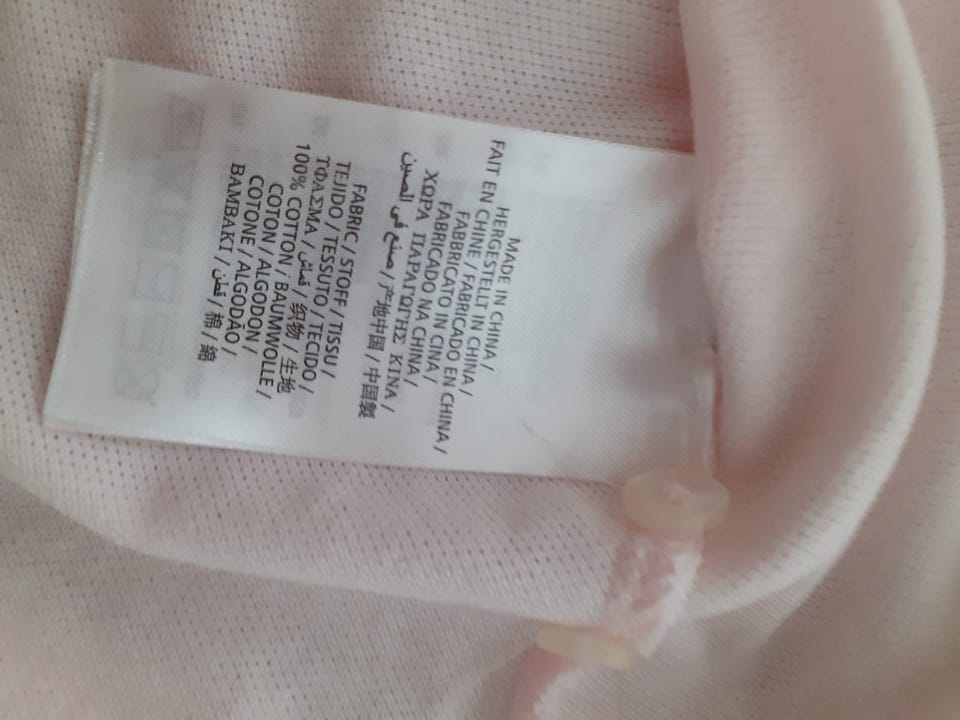 MADE IN CHINA /
HERGESTELLT IN CHINA /
FAIT EN CHINE / FABRICADO EN CHINA /
FABBRICATO IN CINA /
FABRICADO NA CHINA /
ΧΩΡΑ ΠΑΡΑΓΩΓΗΣ ΚΙΝΑ /
صنع في الصين / 产地中国 / 中国製
FABRIC / STOFF / TISSU /
TEJIDO / TESSUTO / TECIDO /
ΥΦΑΣΜΑ / قماش / 织物 / 生地
100% COTTON / BAUMWOLLE /
COTON / ALGODON /
COTONE / ALGODÃO /
ΒΑΜΒΑΚΙ / قطن / 棉 / 綿